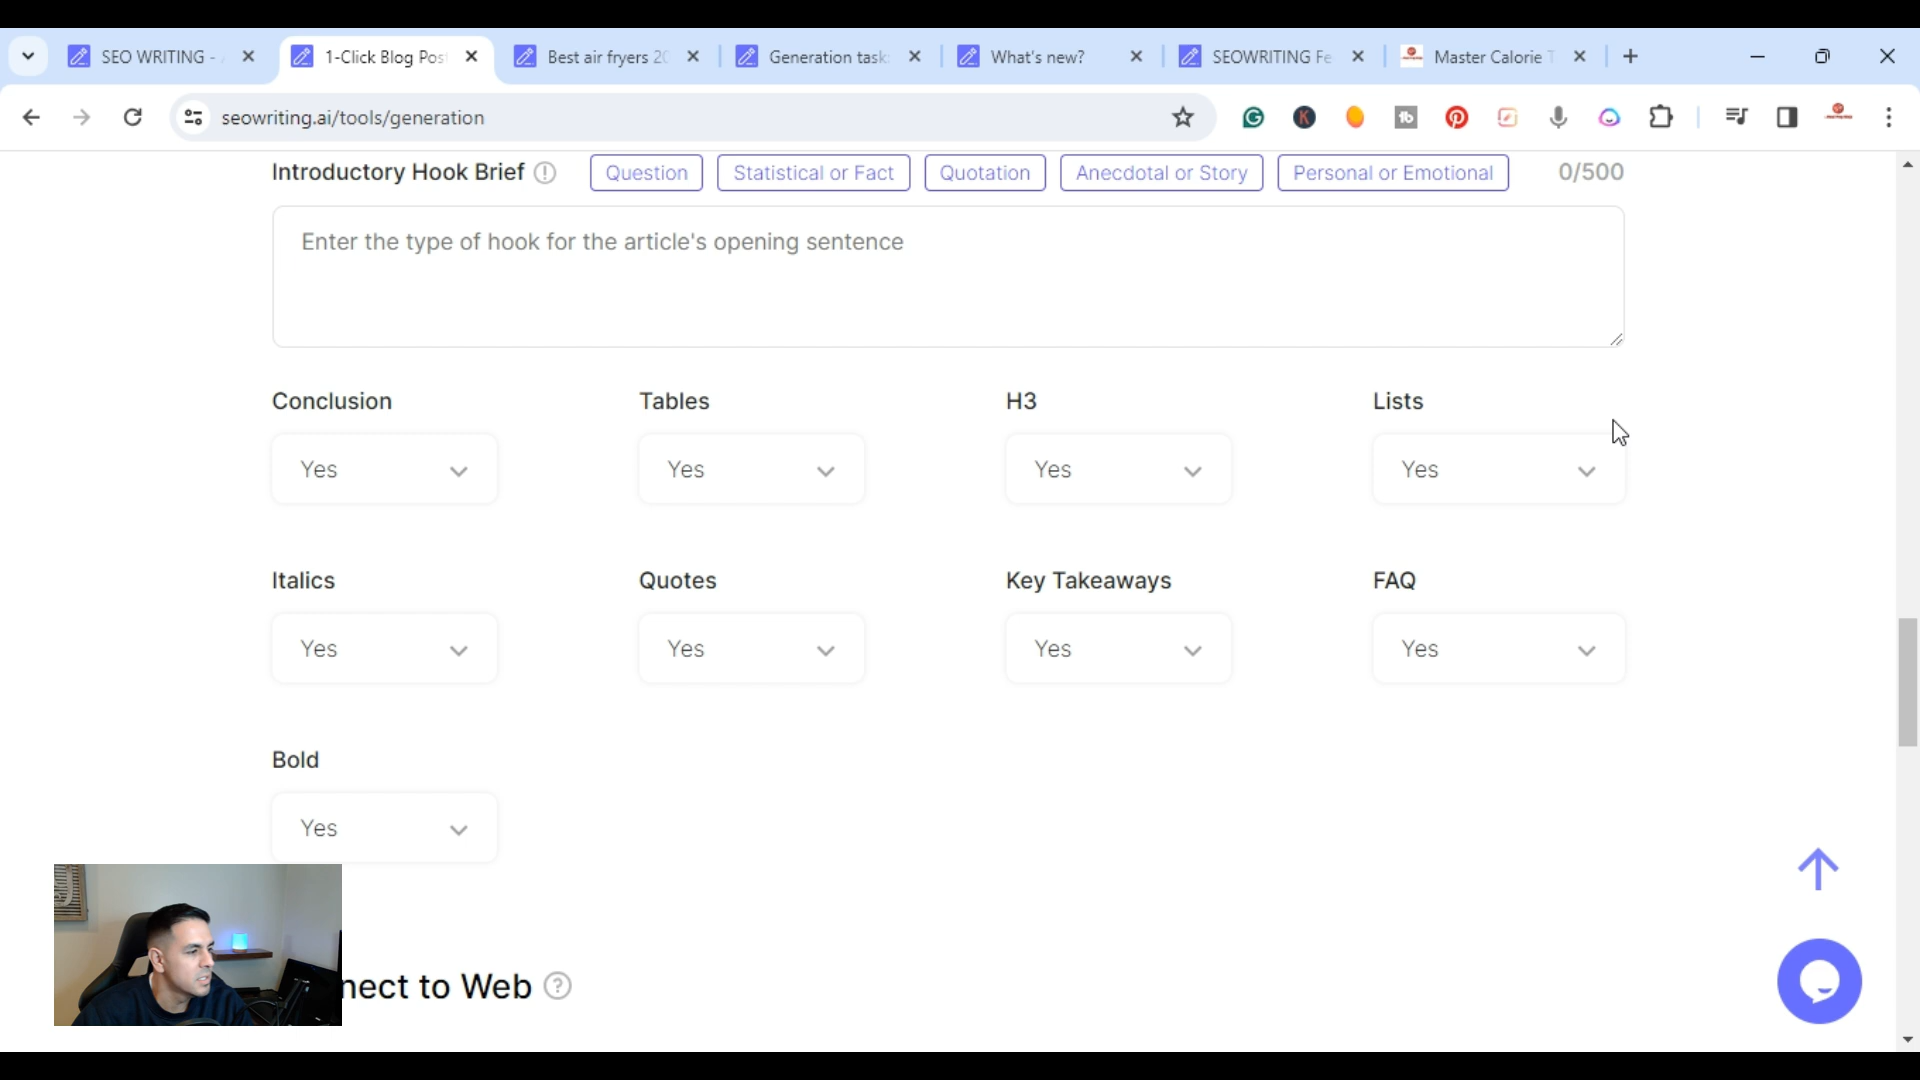 SEO WRITING - 
1-Click Blog Pos
Best air fryers 20
Generation task
What's new?
SEOWRITING Fe
Master Calorie T
seowriting.ai/tools/generation
Introductory Hook Brief
Question
Statistical or Fact
Quotation
Anecdotal or Story
Personal or Emotional
0/500
Enter the type of hook for the article's opening sentence
Conclusion
Tables
H3
Lists
Yes
Yes
Yes
Yes
Italics
Quotes
Key Takeaways
FAQ
Yes
Yes
Yes
Yes
Bold
Yes
nect to Web